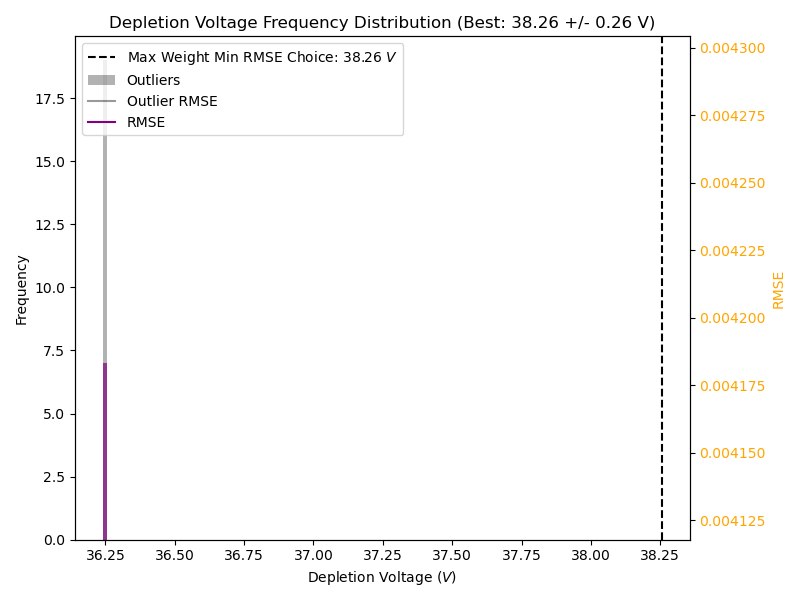 Depletion Voltage Frequency Distribution (Best: 38.26 +/- 0.26 V)
Max Weight Min RMSE Choice: 38.26 V
Outliers
Outlier RMSE
RMSE
17.5
15.0
12.5
10.0
7.5
5.0
2.5
0.0
Frequency
36.25 36.50 36.75 37.00 37.25 37.50 37.75 38.00 38.25
Depletion Voltage (V)
0.004300
0.004275
0.004250
0.004225
0.004200
0.004175
0.004150
0.004125
RMSE